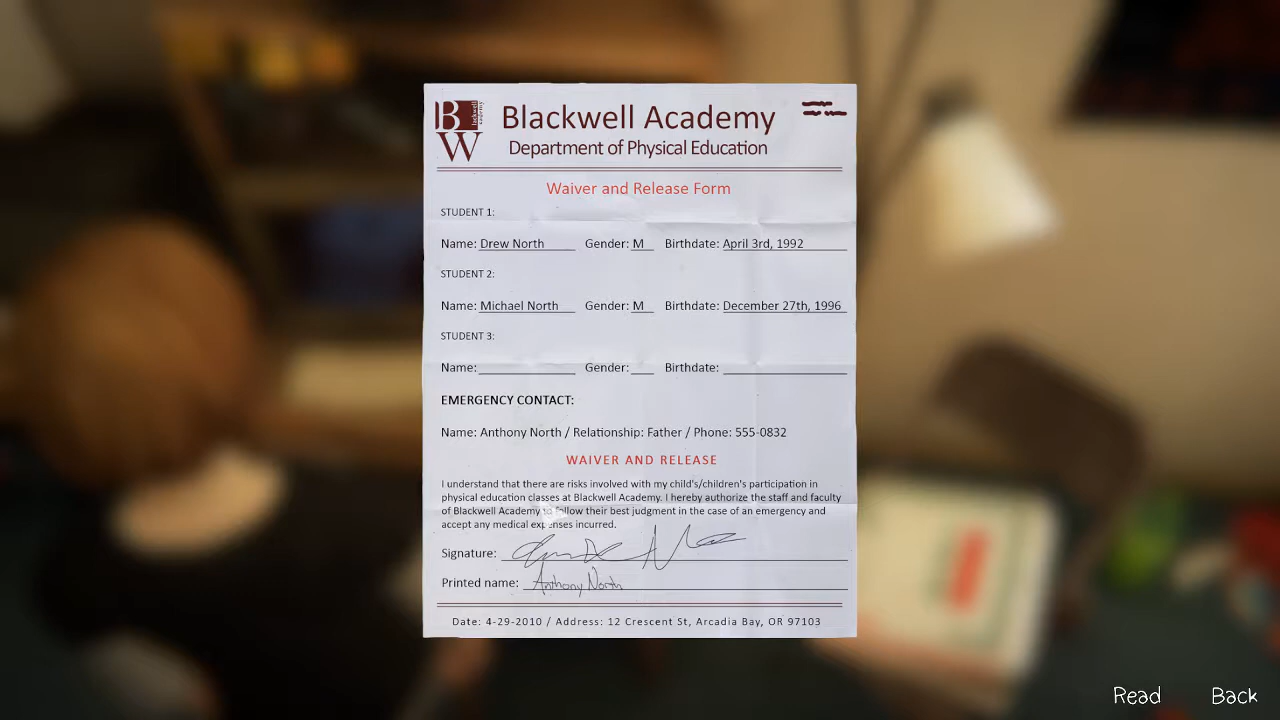 B Blackwell Academy
W
Blackwell Academy
Department of Physical Education
Waiver and Release Form
STUDENT 1:
Name: Drew North Gender: M Birthdate: April 3rd, 1992
STUDENT 2:
Name: Michael North Gender: M Birthdate: December 27th, 1996
STUDENT 3:
Name: Gender: Birthdate:
EMERGENCY CONTACT:
Name: Anthony North / Relationship: Father / Phone: 555-0832
WAIVER AND RELEASE
I understand that there are risks involved with my child's/children's participation in
physical education classes at Blackwell Academy. I hereby authorize the staff and faculty
of Blackwell Academy to follow their best judgment in the case of an emergency and
accept any medical expenses incurred.
Signature:
Printed name: Anthony North
Date: 4-29-2010 / Address: 12 Crescent St, Arcadia Bay, OR 97103
Read Back